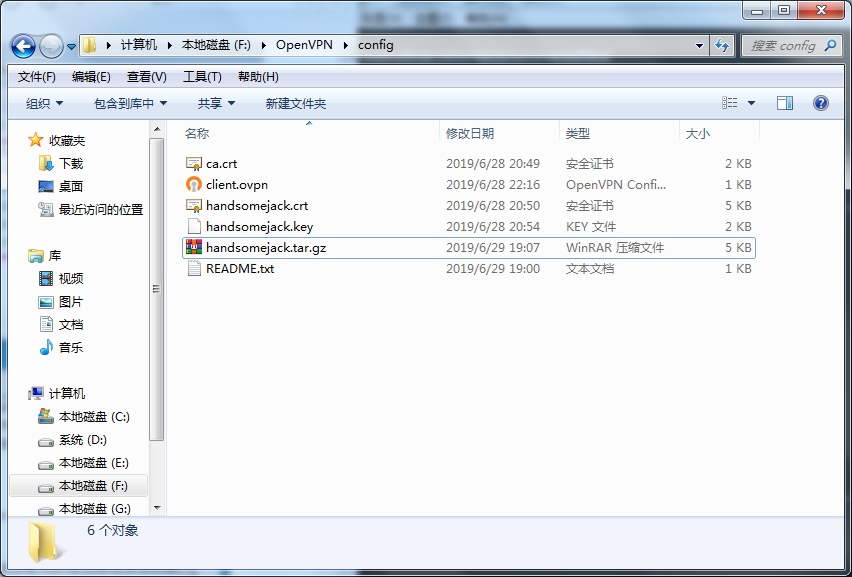 计算机 本地磁盘 (F:) OpenVPN config
搜索 config
文件(F) 编辑(E) 查看(V) 工具(T) 帮助(H)
组织 包含到库中 共享 新建文件夹
收藏夹
下载
桌面
最近访问的位置
库
视频
图片
文档
音乐
计算机
本地磁盘 (C:)
系统 (D:)
本地磁盘 (E:)
本地磁盘 (F:)
本地磁盘 (G:)
名称 修改日期 类型 大小
ca.crt 2019/6/28 20:49 安全证书 2 KB
client.ovpn 2019/6/28 22:16 OpenVPN Confi... 1 KB
handsomejack.crt 2019/6/28 20:50 安全证书 5 KB
handsomejack.key 2019/6/28 20:54 KEY 文件 2 KB
handsomejack.tar.gz 2019/6/29 19:07 WinRAR 压缩文件 5 KB
README.txt 2019/6/29 19:00 文本文档 1 KB
6 个对象